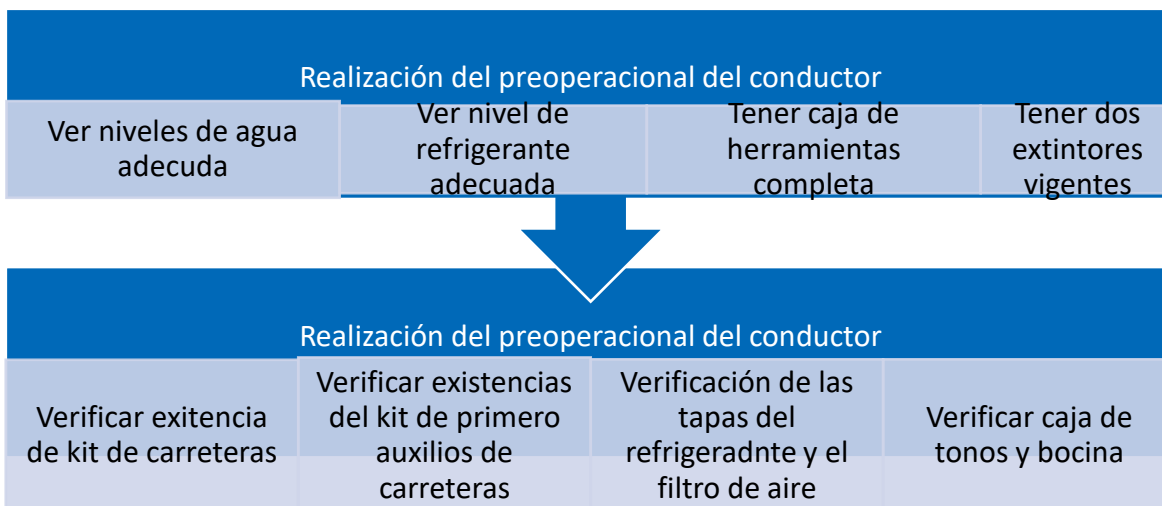 Realización del preoperacional del conductor
Ver niveles de agua
adecuda
Ver nivel de
refrigerante
adecuada
Tener caja de
herramientas
completa
Tener dos
extintores
vigentes
Realización del preoperacional del conductor
Verificar exitencia
de kit de carreteras
Verificar existencias
del kit de primero
auxilios de
carreteras
Verificación de las
tapas del
refrigeradnte y el
filtro de aire
Verificar caja de
tonos y bocina